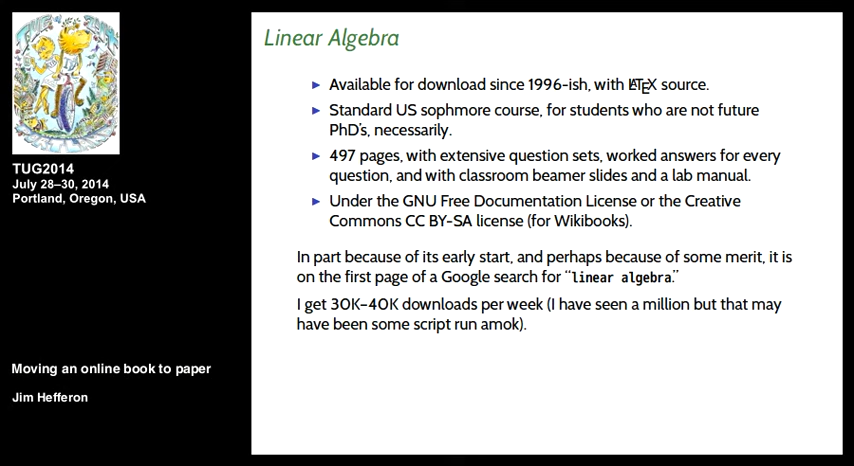 TUG2014
July 28–30, 2014
Portland, Oregon, USA
Moving an online book to paper
Jim Hefferon
Linear Algebra
► Available for download since 1996-ish, with LATEX source.
► Standard US sophmore course, for students who are not future
PhD's, necessarily.
► 497 pages, with extensive question sets, worked answers for every
question, and with classroom beamer slides and a lab manual.
► Under the GNU Free Documentation License or the Creative
Commons CC BY-SA license (for Wikibooks).
In part because of its early start, and perhaps because of some merit, it is
on the first page of a Google search for “linear algebra.”
I get 30K–40K downloads per week (I have seen a million but that may
have been some script run amok).